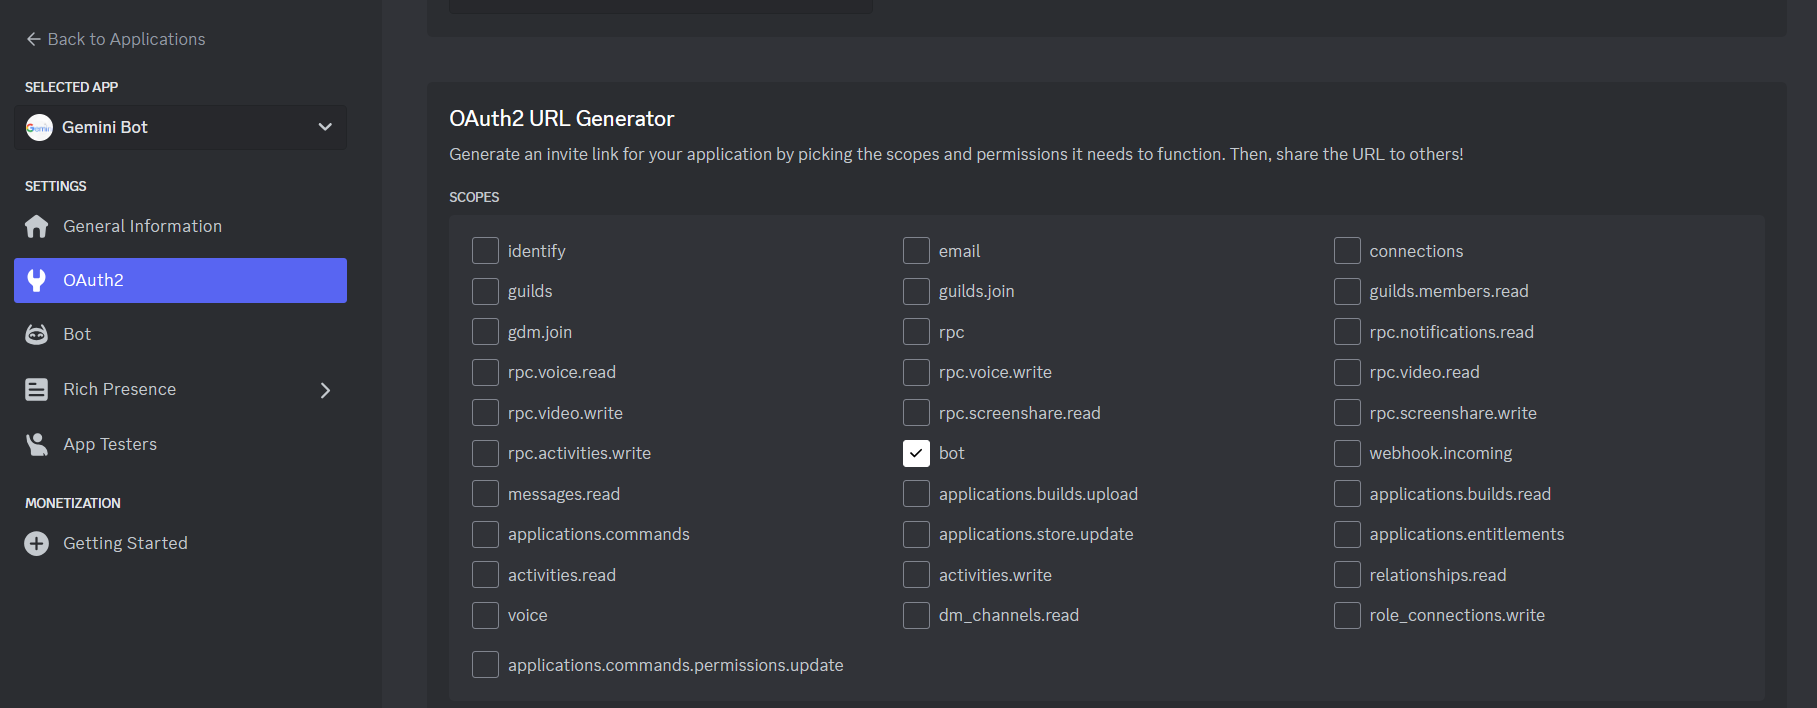 Back to Applications
SELECTED APP
Gemini Bot
SETTINGS
General Information
OAuth2
Bot
Rich Presence
App Testers
MONETIZATION
Getting Started
OAuth2 URL Generator
Generate an invite link for your application by picking the scopes and permissions it needs to function. Then, share the URL to others!
SCOPES
identify email connections
guilds guilds.join guilds.members.read
gdm.join rpc rpc.notifications.read
rpc.voice.read rpc.voice.write rpc.video.read
rpc.video.write rpc.screenshare.read rpc.screenshare.write
rpc.activities.write bot webhook.incoming
messages.read applications.builds.upload applications.builds.read
applications.commands applications.store.update applications.entitlements
activities.read activities.write relationships.read
voice dm_channels.read role_connections.write
applications.commands.permissions.update